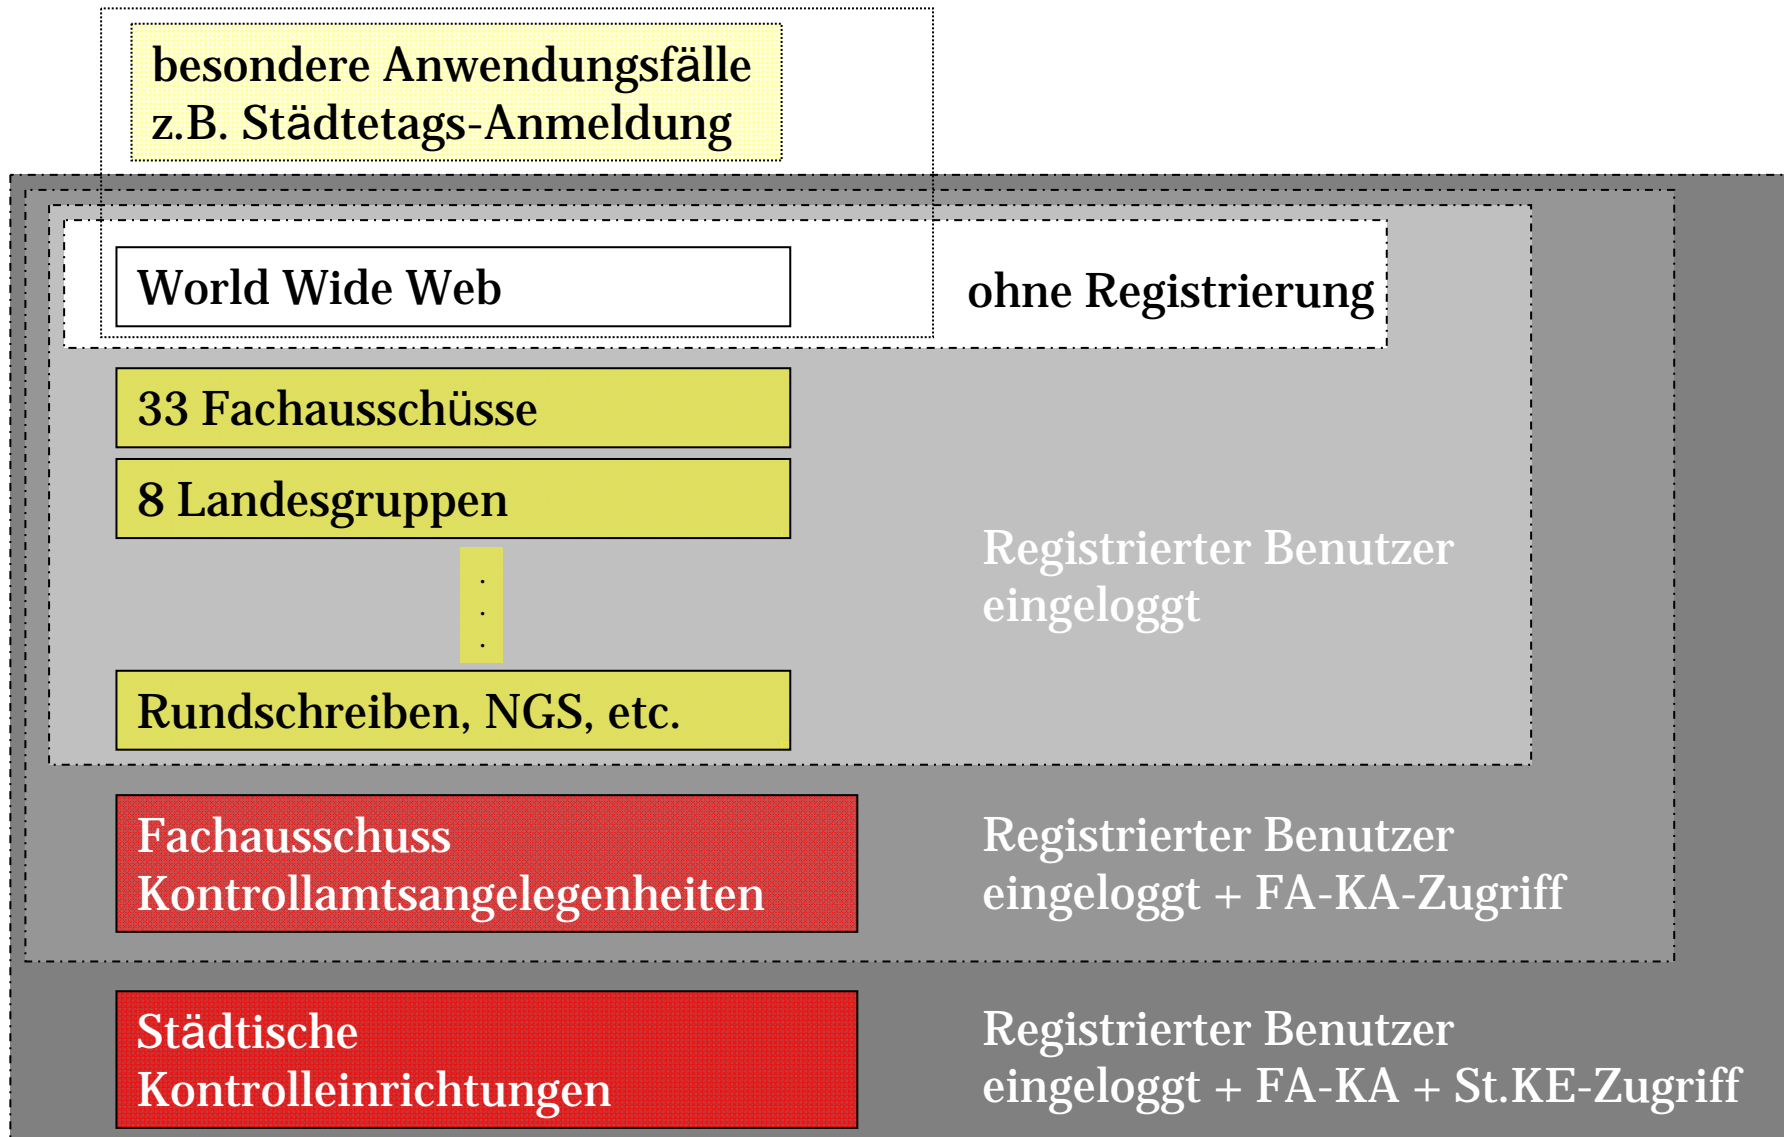 besondere Anwendungsfälle
z.B. Städtetags-Anmeldung
World Wide Web
ohne Registrierung
33 Fachausschüsse
8 Landesgruppen
Registrierter Benutzer
eingeloggt
.
.
.
Rundschreiben, NGS, etc.
Fachausschuss
Kontrollamtsangelegenheiten
Registrierter Benutzer
eingeloggt + FA-KA-Zugriff
Städtische
Kontrolleinrichtungen
Registrierter Benutzer
eingeloggt + FA-KA + St.KE-Zugriff